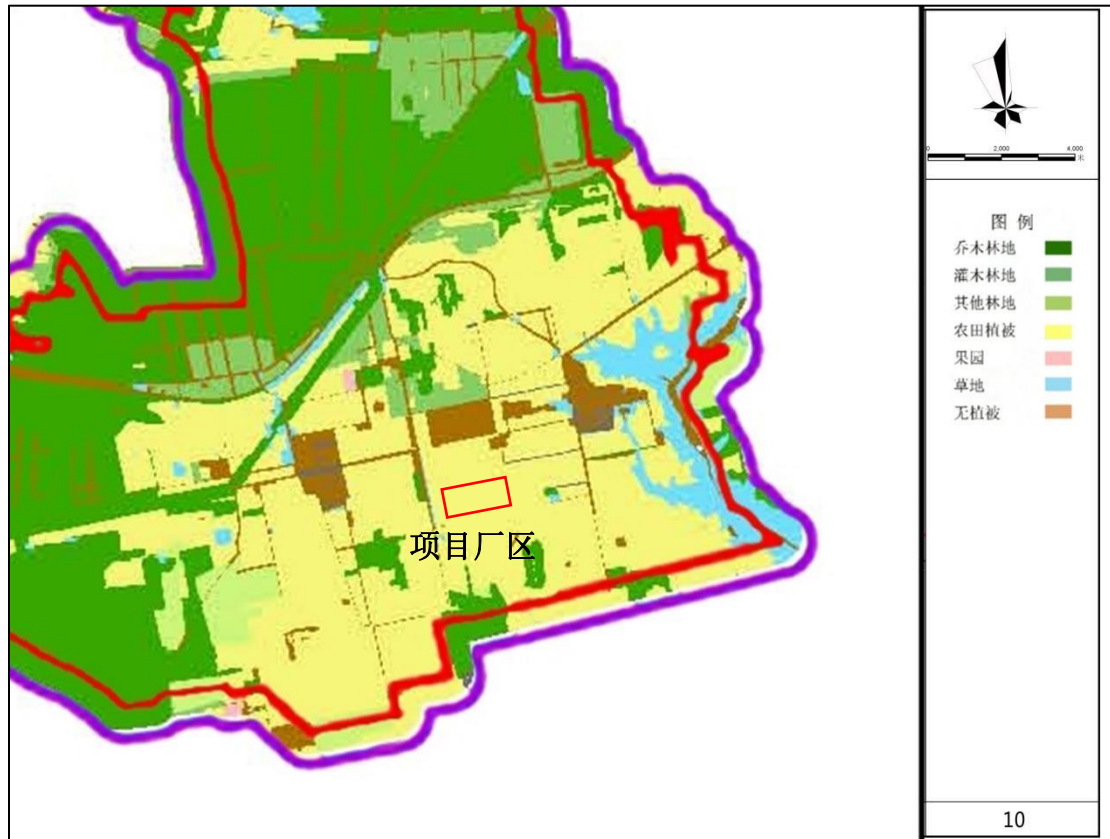 项目厂区
0 2,000 4,000
米
图 例
乔木林地
灌木林地
其他林地
农田植被
果园
草地
无植被
10